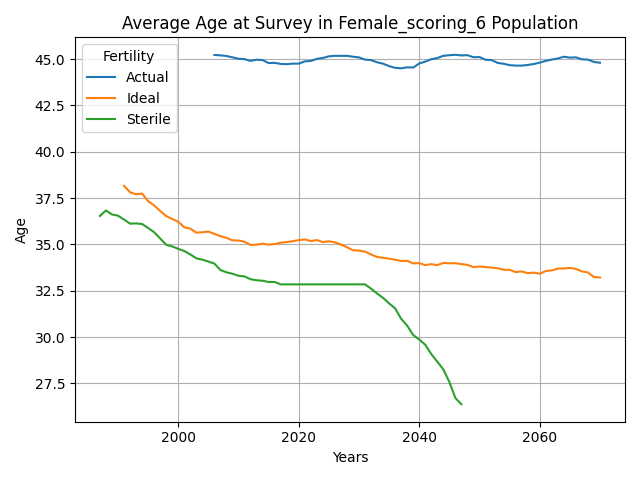 Average Age at Survey in Female_scoring_6 Population
Fertility
Actual
Ideal
Sterile
Age
45.0
42.5
40.0
37.5
35.0
32.5
30.0
27.5
2000 2020 2040 2060
Years